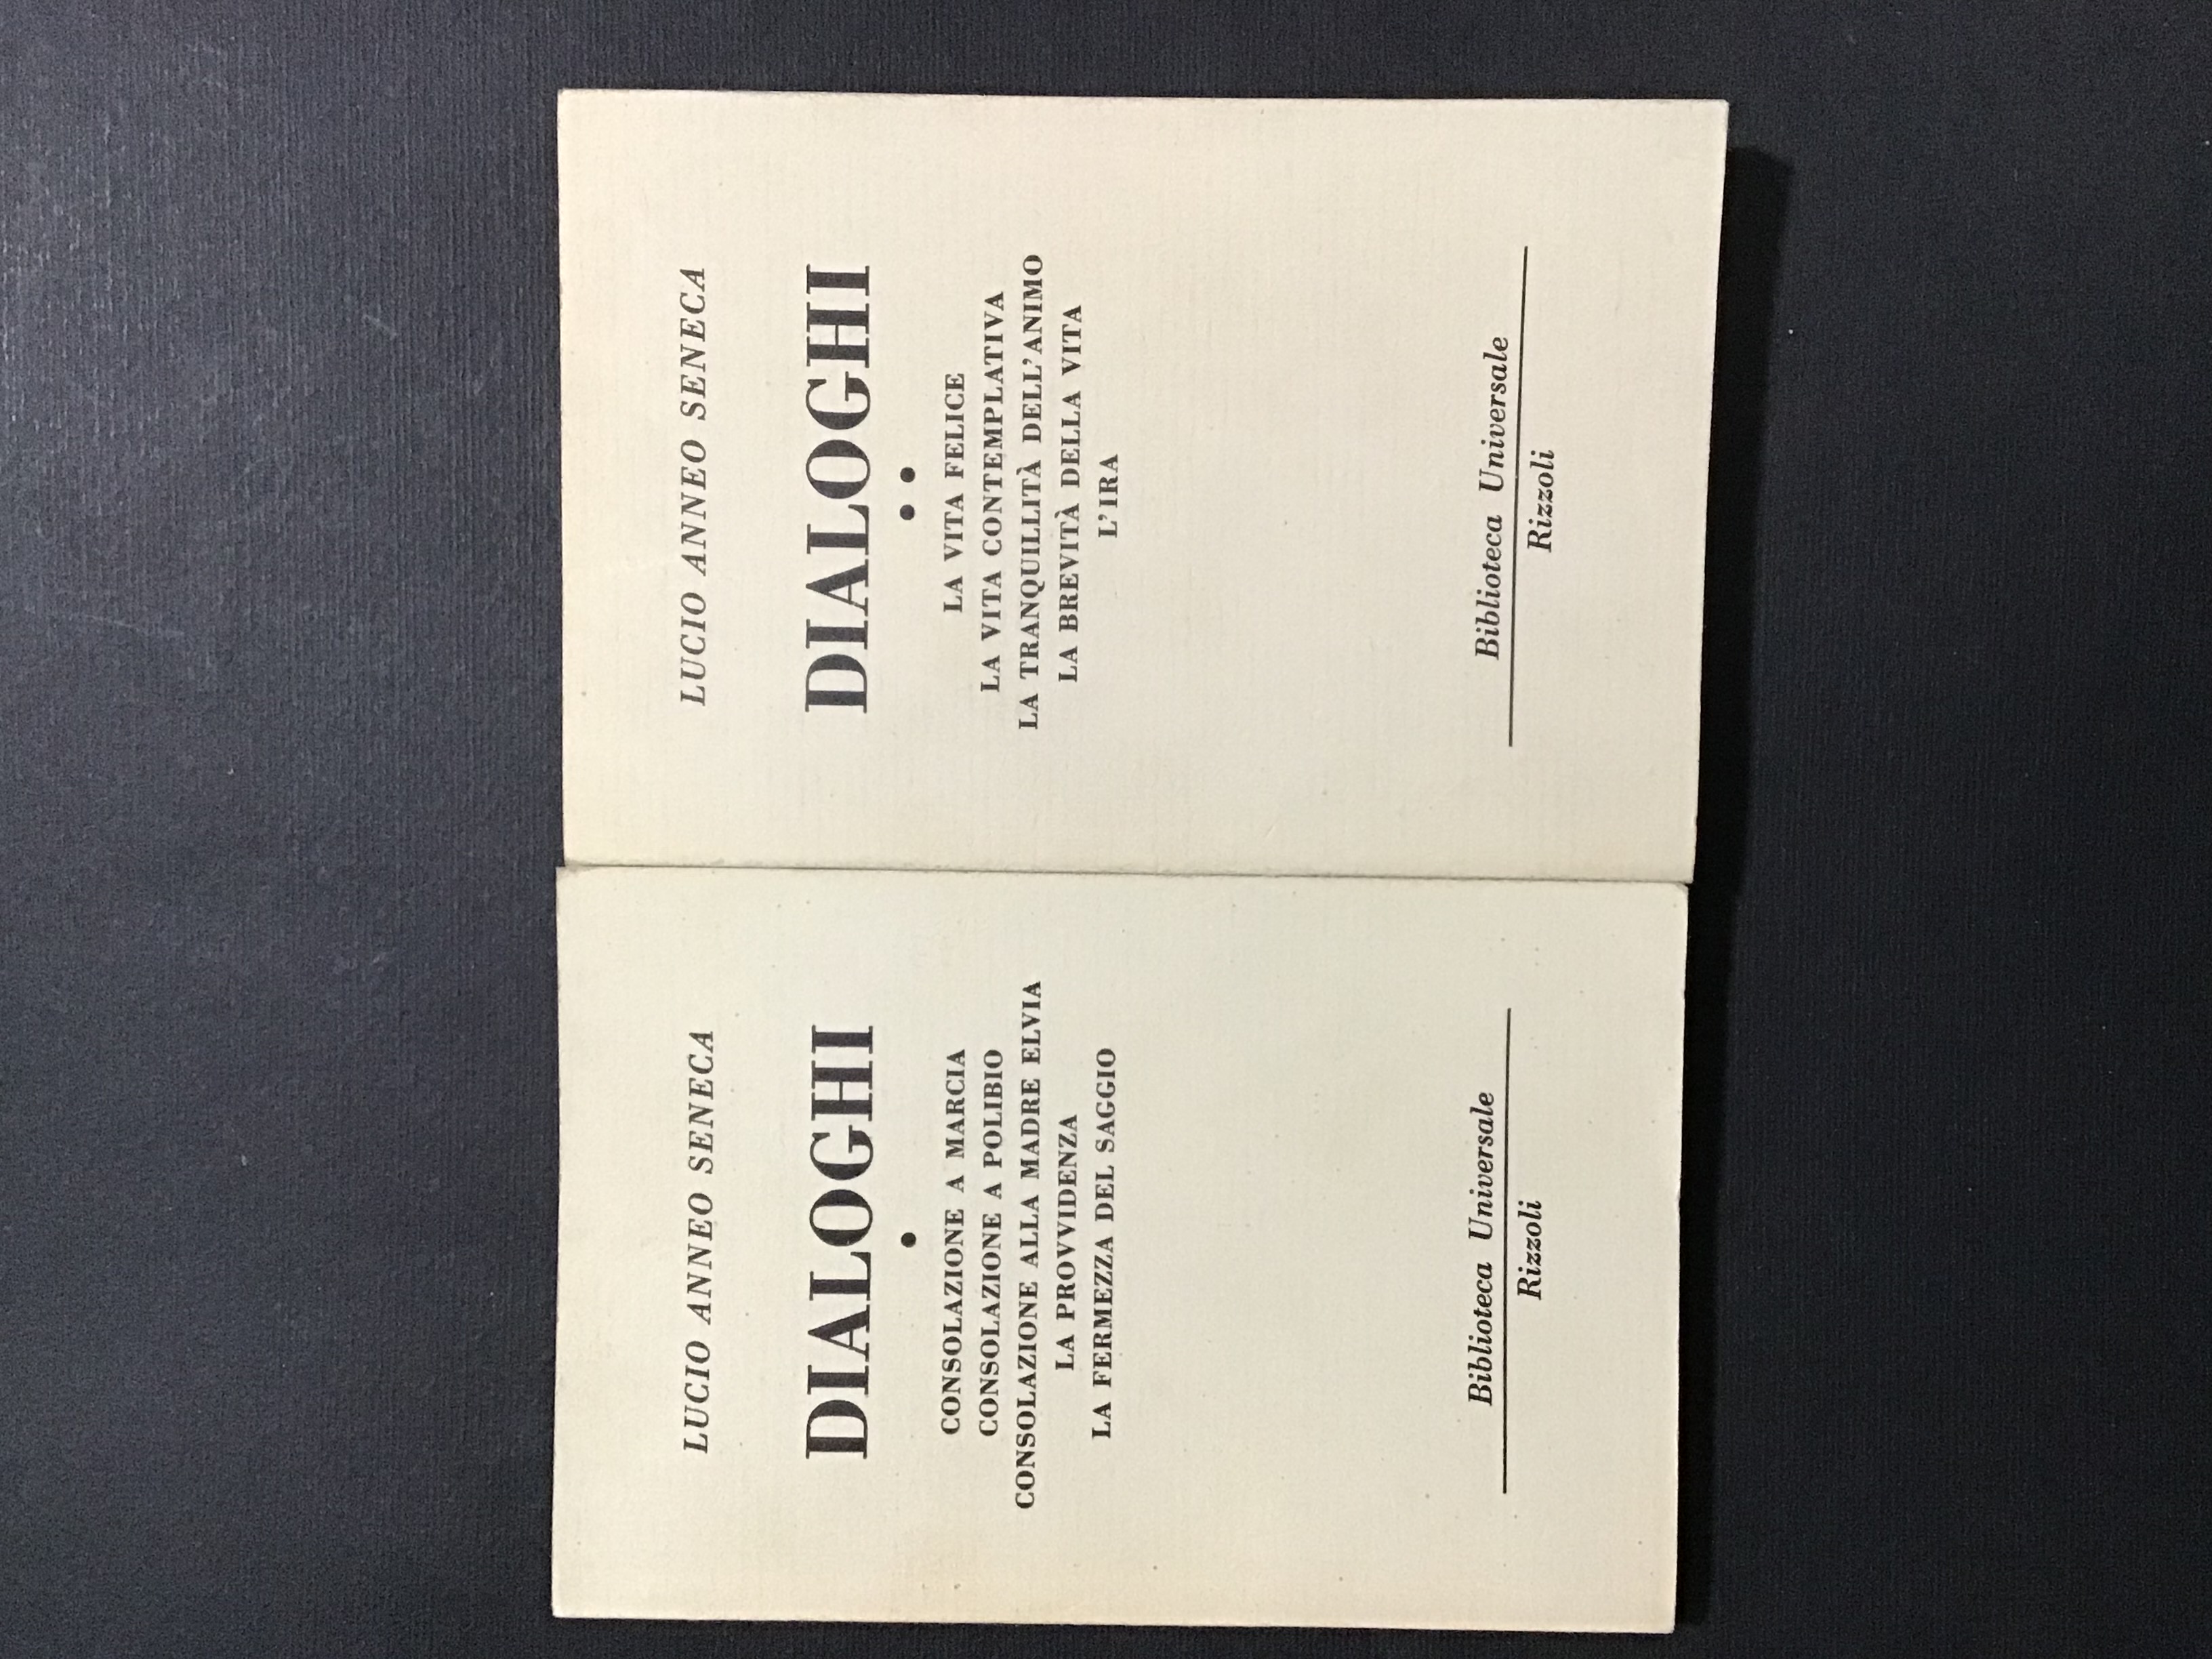 LUCIO ANNEO SENECA
DIALOGHI
•
CONSOLAZIONE A MARCIA
CONSOLAZIONE A POLIBIO
CONSOLAZIONE ALLA MADRE ELVIA
LA PROVVIDENZA
LA FERMEZZA DEL SAGGIO
Biblioteca Universale
Rizzoli
LUCIO ANNEO SENECA
DIALOGHI
• •
LA VITA FELICE
LA VITA CONTEMPLATIVA
LA TRANQUILLITÀ DELL'ANIMO
LA BREVITÀ DELLA VITA
L'IRA
Biblioteca Universale
Rizzoli